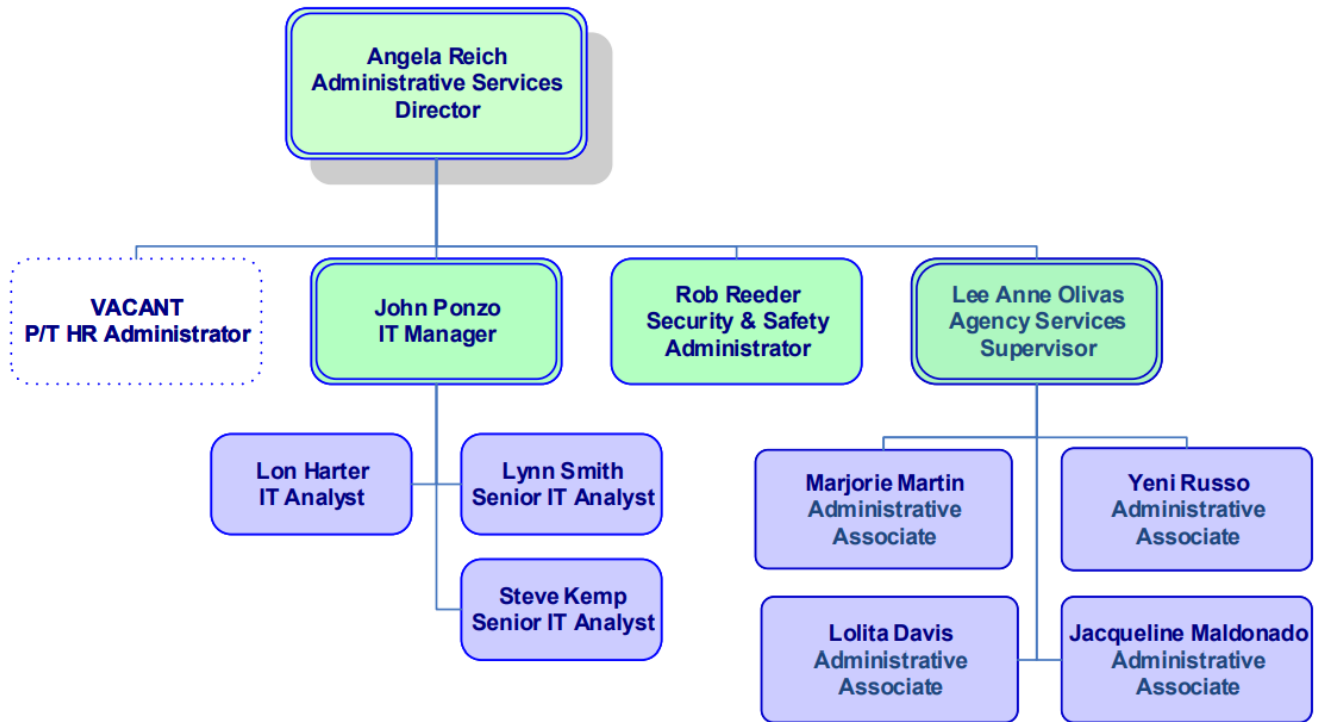 Angela Reich
Administrative Services
Director
VACANT
P/T HR Administrator
John Ponzo
IT Manager
Rob Reeder
Security & Safety
Administrator
Lee Anne Olivas
Agency Services
Supervisor
Lon Harter
IT Analyst
Lynn Smith
Senior IT Analyst
Steve Kemp
Senior IT Analyst
Marjorie Martin
Administrative
Associate
Yeni Russo
Administrative
Associate
Lolita Davis
Administrative
Associate
Jacqueline Maldonado
Administrative
Associate